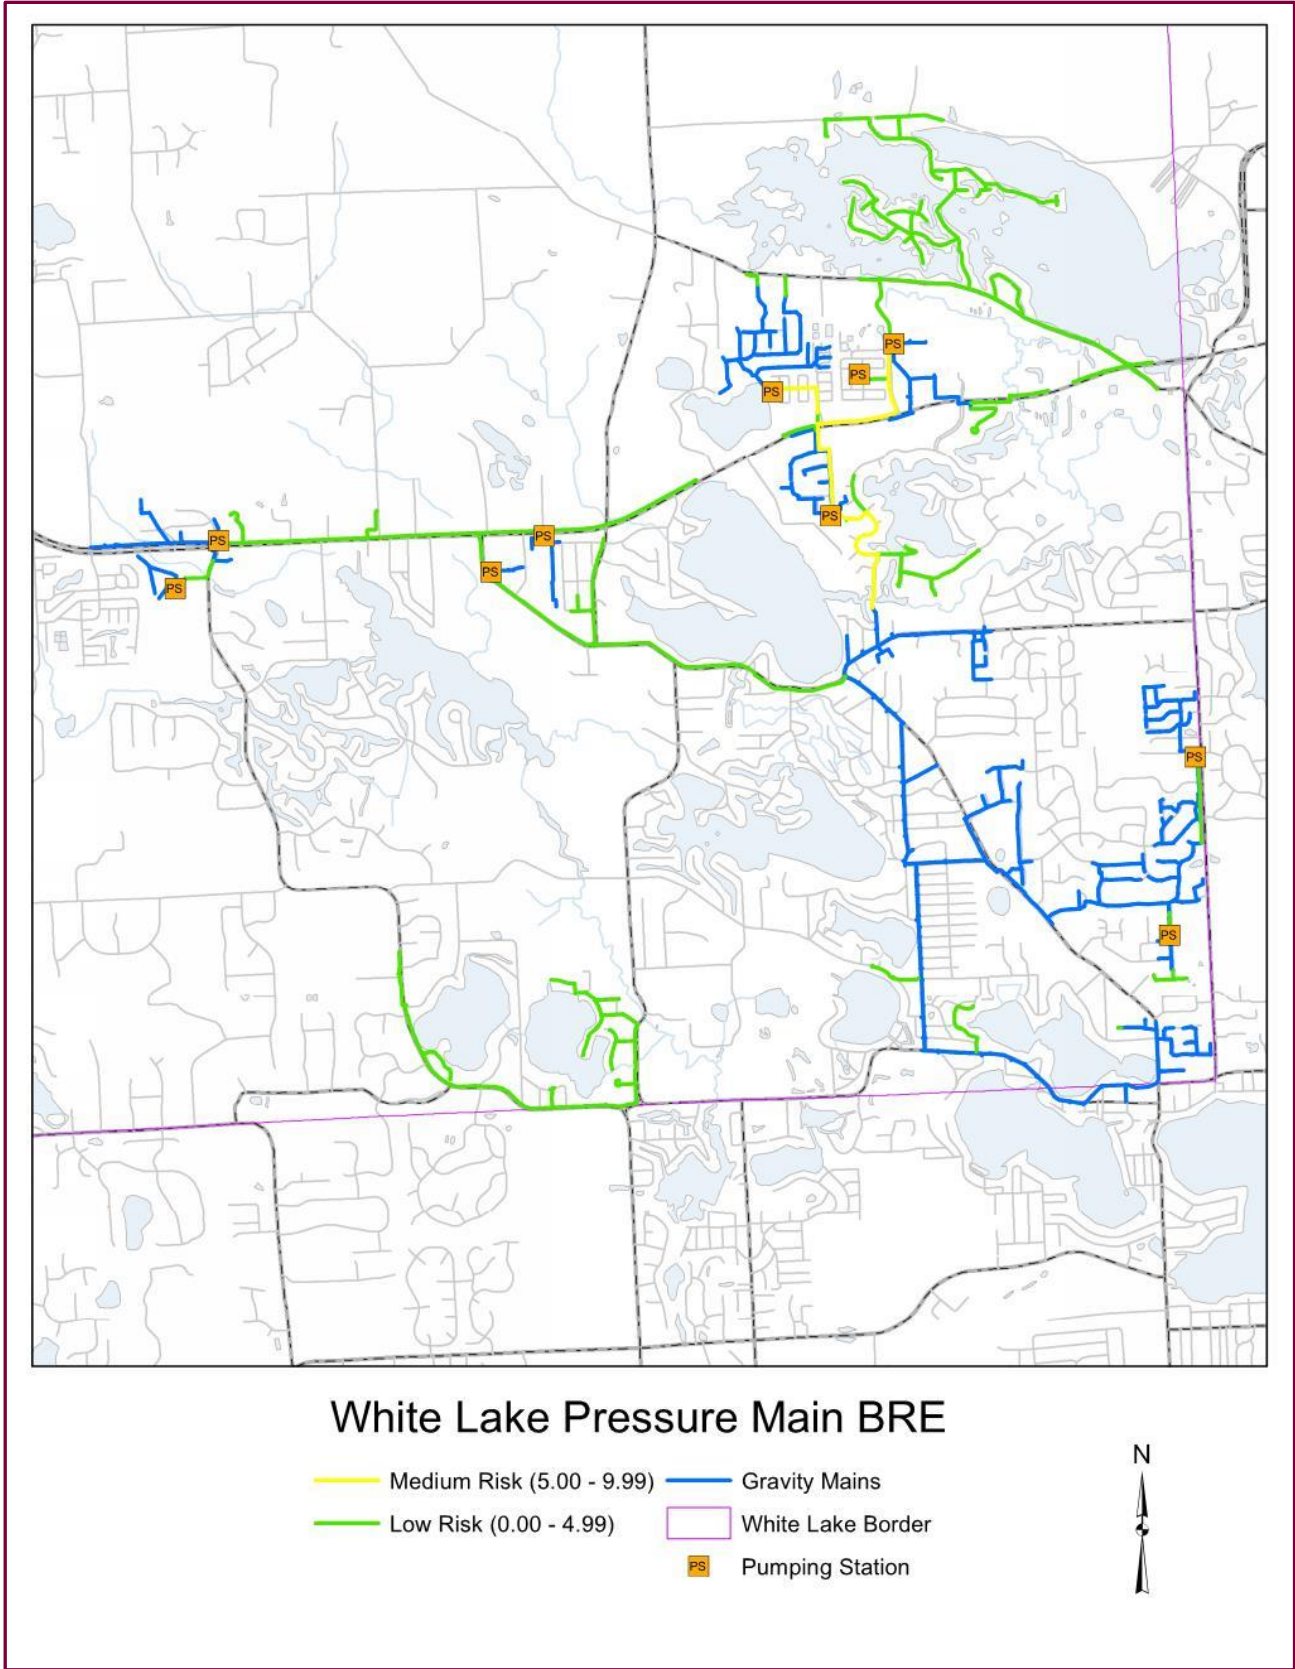 PS
PS
PS
PS
PS
PS
PS
PS
PS
PS
White Lake Pressure Main BRE
N
Medium Risk (5.00 - 9.99)
Gravity Mains
Low Risk (0.00 - 4.99)
White Lake Border
PS
Pumping Station